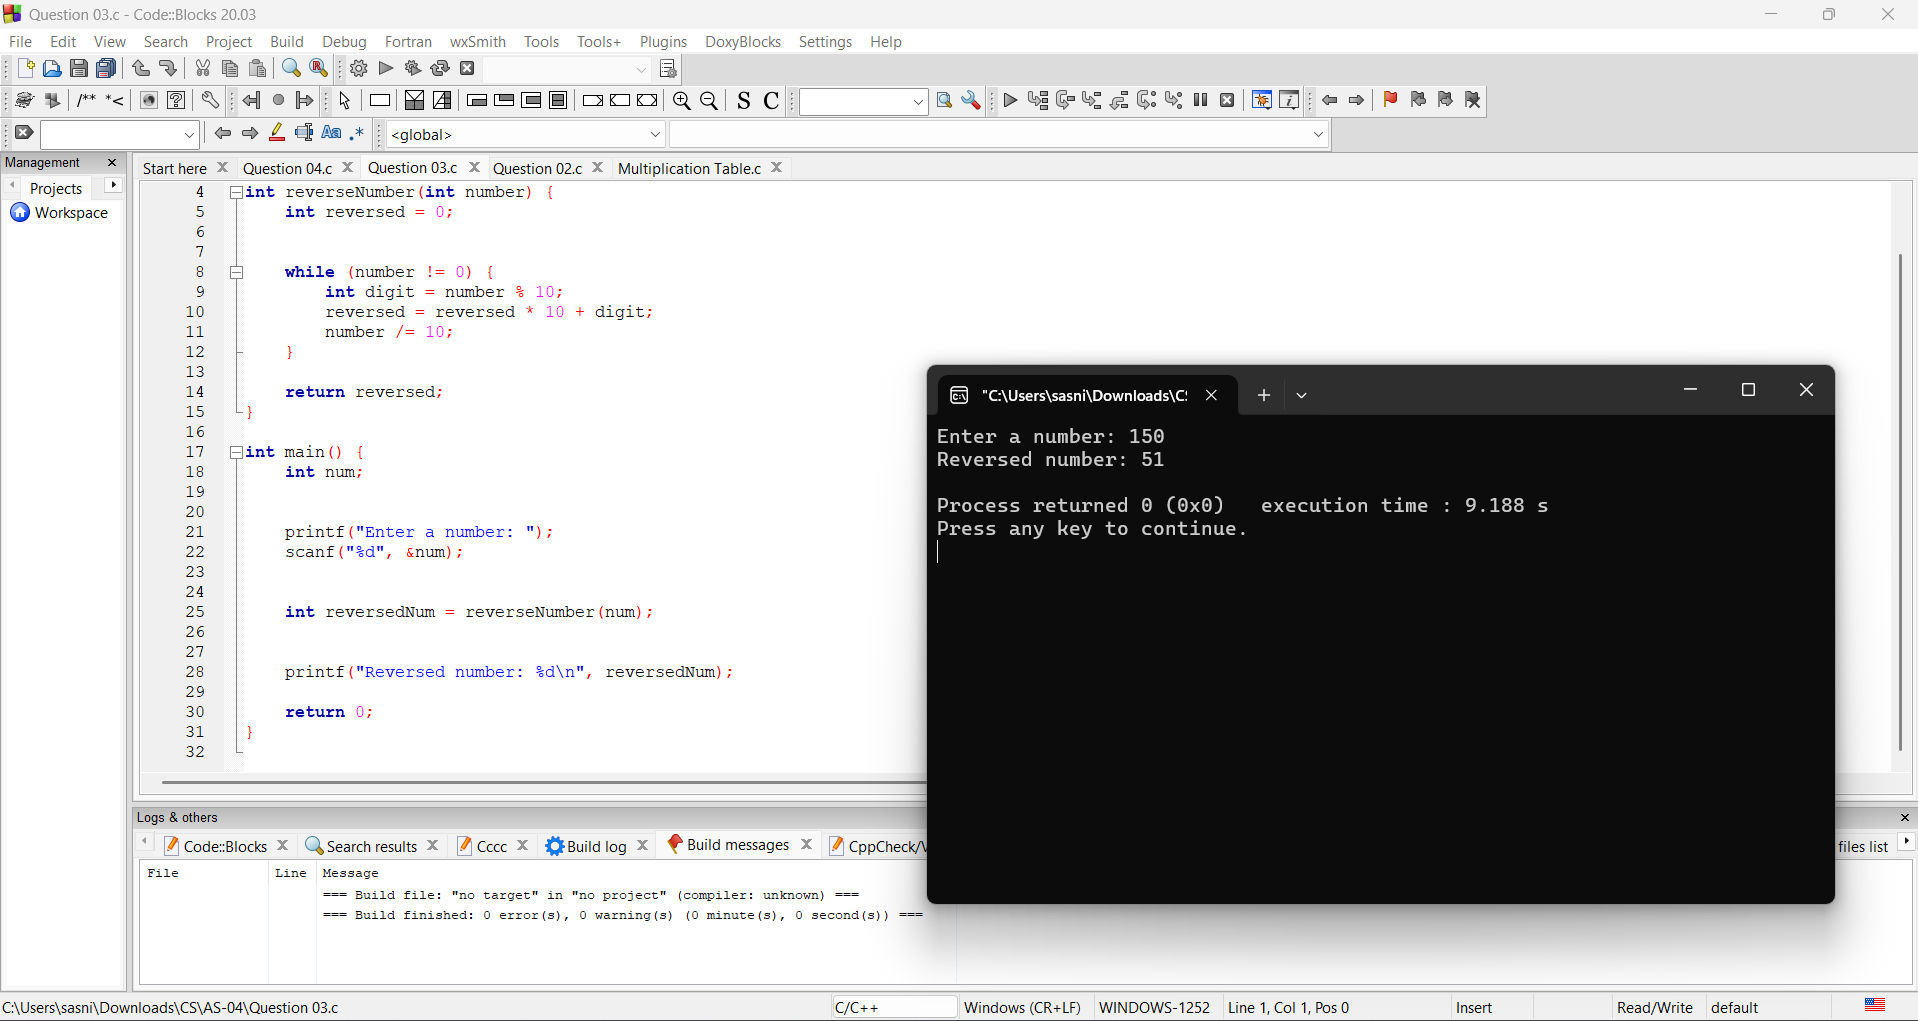 Question 03.c - Code::Blocks 20.03
File Edit View Search Project Build Debug Fortran wxSmith Tools Tools+ Plugins DoxyBlocks Settings Help
/** *<
S C
Aa .*
<global>
Management
Start here Question 04.c Question 03.c Question 02.c Multiplication Table.c
Projects
Workspace
4 int reverseNumber(int number) {
5 int reversed = 0;
6
7
8 while (number != 0) {
9 int digit = number % 10;
10 reversed = reversed * 10 + digit;
11 number /= 10;
12 }
13
14 return reversed;
15 }
16
17 int main() {
18 int num;
19
20
21 printf("Enter a number: ");
22 scanf("%d", &num);
23
24
25 int reversedNum = reverseNumber(num);
26
27
28 printf("Reversed number: %d\n", reversedNum);
29
30 return 0;
31 }
32
"C:\Users\sasni\Downloads\CS
Enter a number: 150
Reversed number: 51
Process returned 0 (0x0) execution time : 9.188 s
Press any key to continue.
Logs & others
Code::Blocks Search results Cccc Build log Build messages CppCheck/V files list
File Line Message
=== Build file: "no target" in "no project" (compiler: unknown) ===
=== Build finished: 0 error(s), 0 warning(s) (0 minute(s), 0 second(s)) ===
C:\Users\sasni\Downloads\CS\AS-04\Question 03.c C/C++ Windows (CR+LF) WINDOWS-1252 Line 1, Col 1, Pos 0 Insert Read/Write default